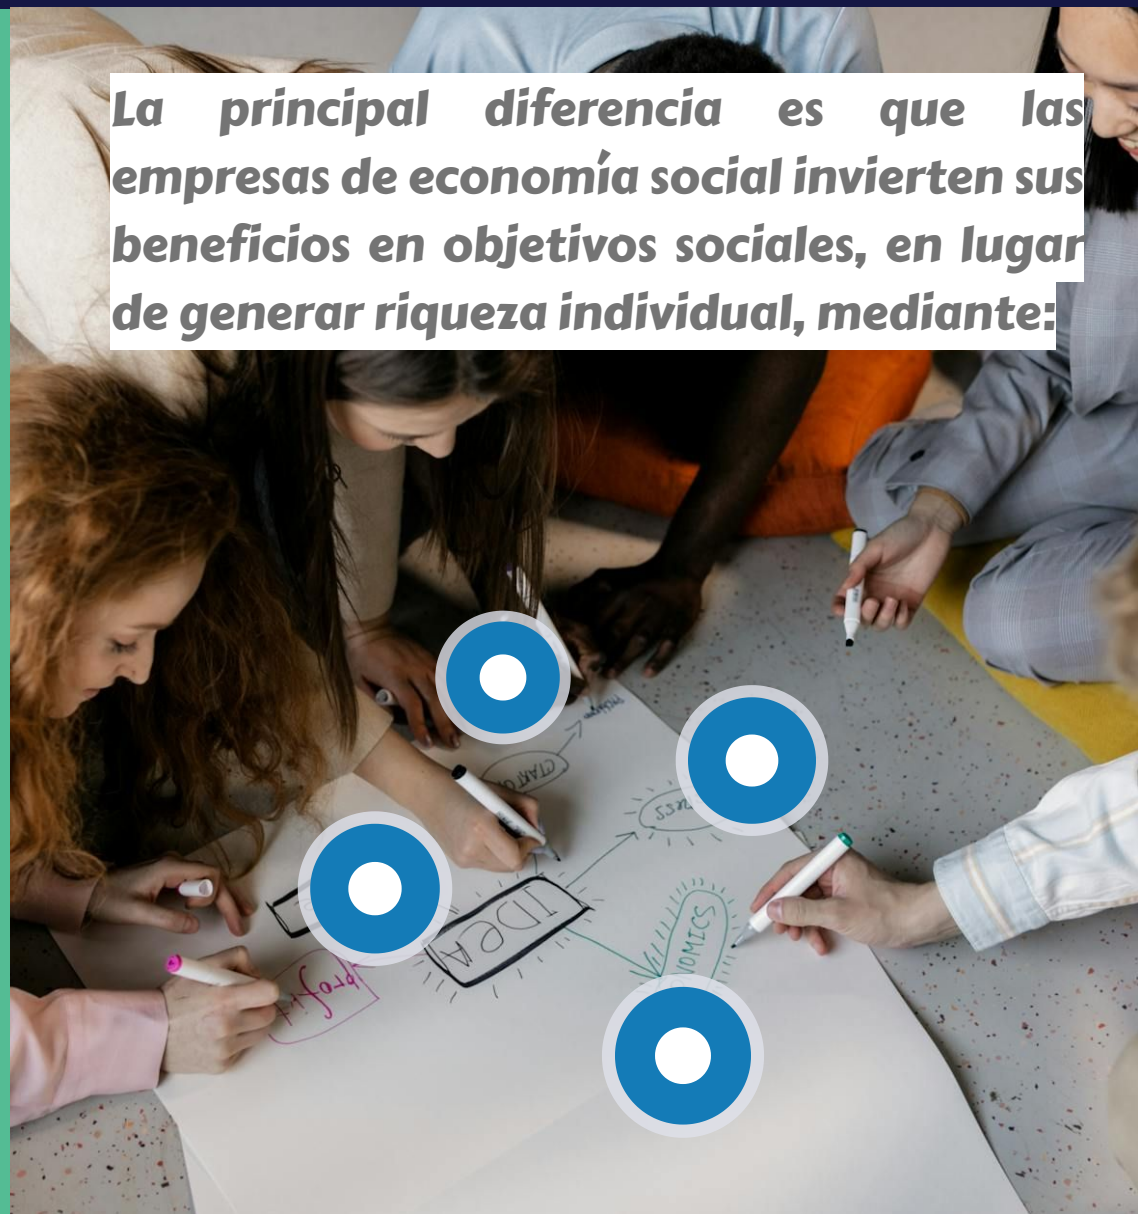 La principal diferencia es que las
empresas de economía social invierten sus
beneficios en objetivos sociales, en lugar
de generar riqueza individual, mediante:
IDeA
profit